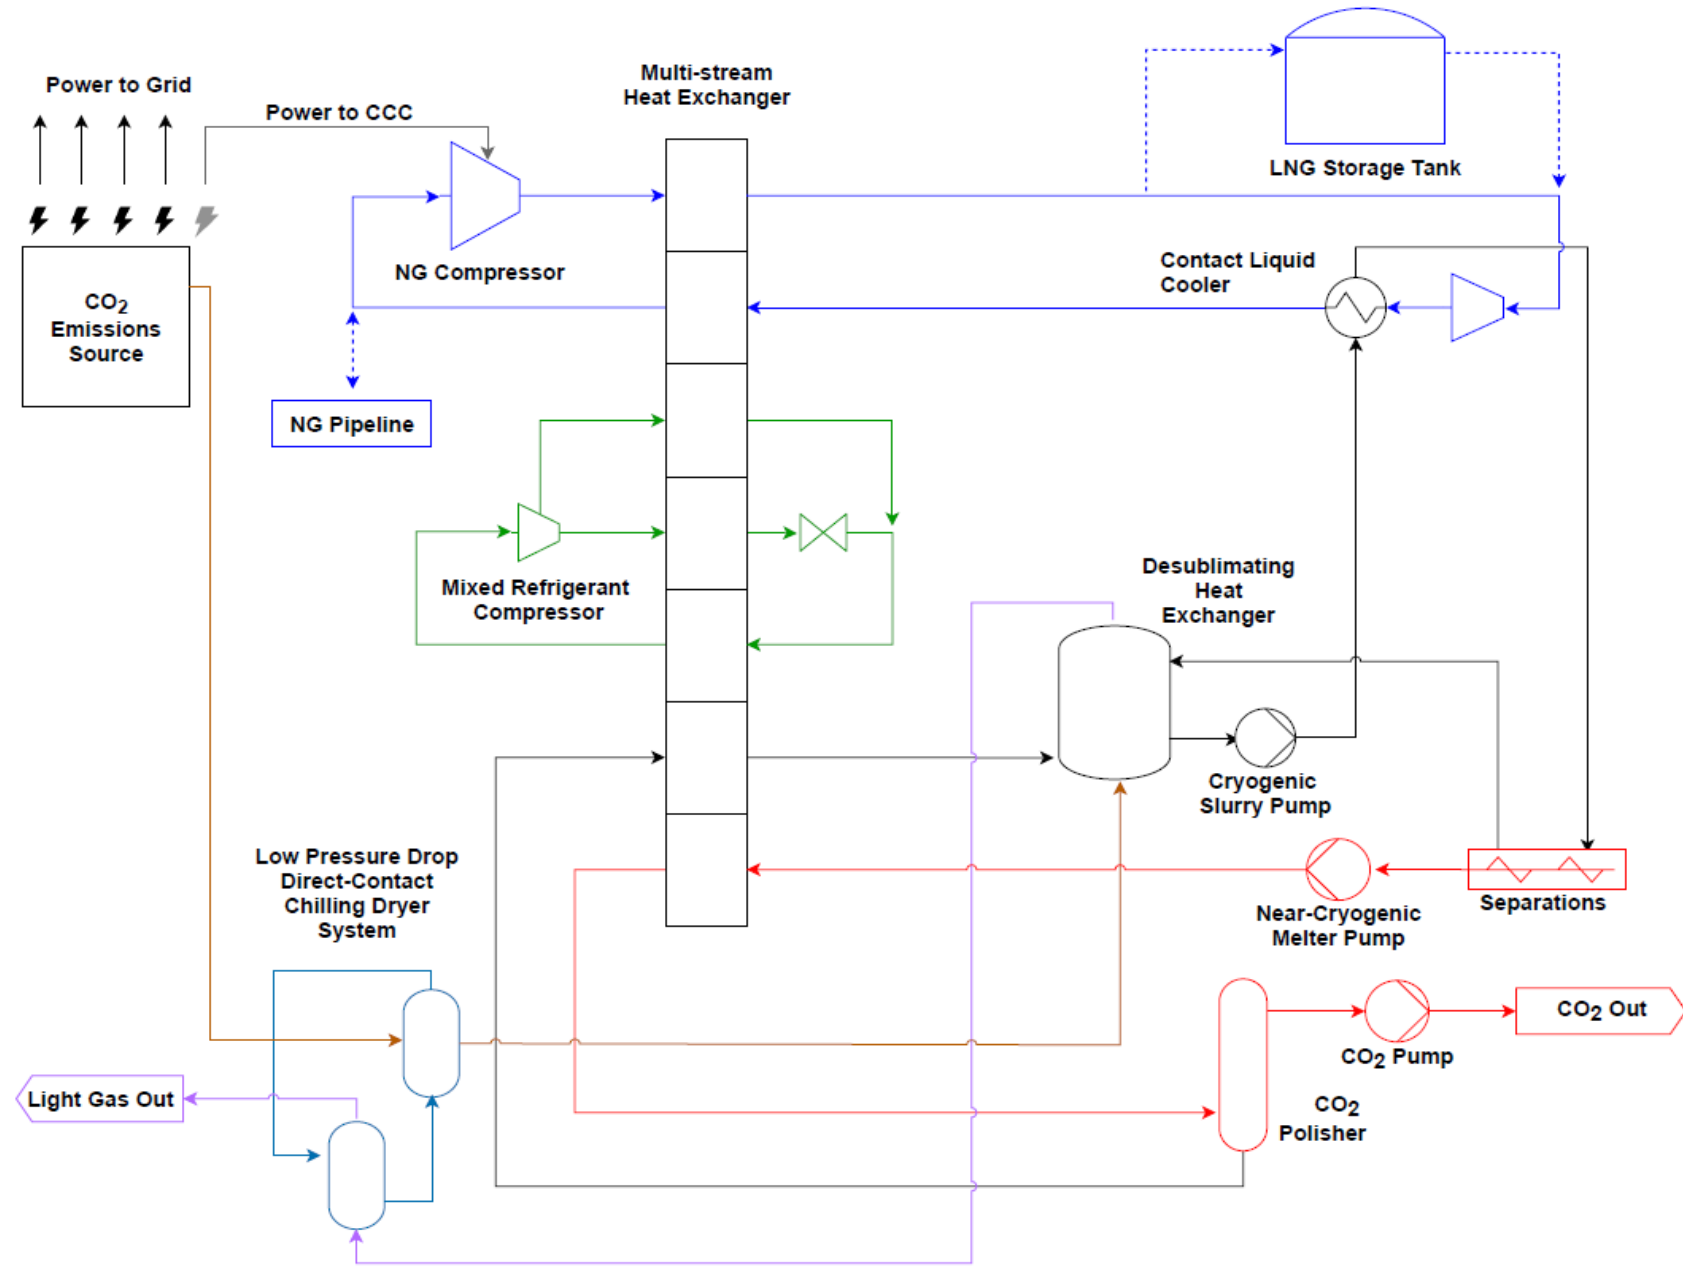 Power to Grid
Power to CCC
Multi-stream
Heat Exchanger
LNG Storage Tank
NG Compressor
Contact Liquid
Cooler
CO2
Emissions
Source
NG Pipeline
Mixed Refrigerant
Compressor
Desublimating
Heat
Exchanger
Cryogenic
Slurry Pump
Low Pressure Drop
Direct-Contact
Chilling Dryer
System
Near-Cryogenic
Melter Pump
Separations
CO2 Out
CO2 Pump
Light Gas Out
CO2
Polisher